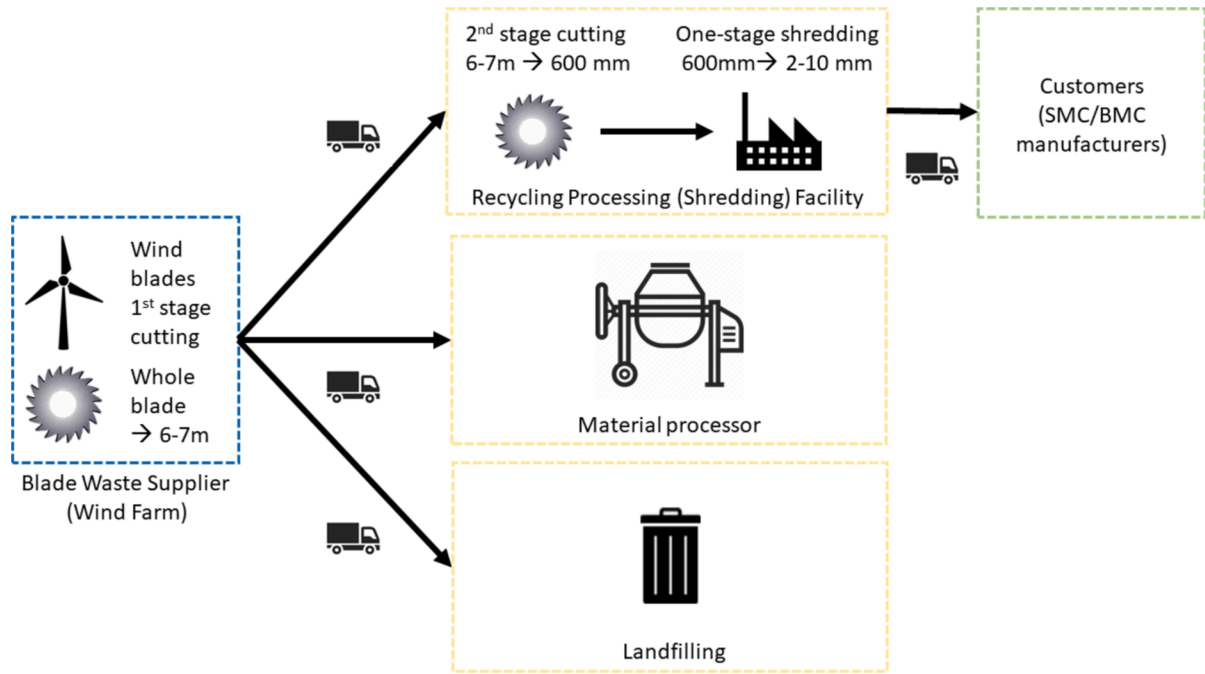 2nd stage cutting
6-7m → 600 mm
One-stage shredding
600mm→ 2-10 mm
Recycling Processing (Shredding) Facility
Customers
(SMC/BMC
manufacturers)
Wind
blades
1st stage
cutting
Whole
blade
→ 6-7m
Blade Waste Supplier
(Wind Farm)
Material processor
Landfilling